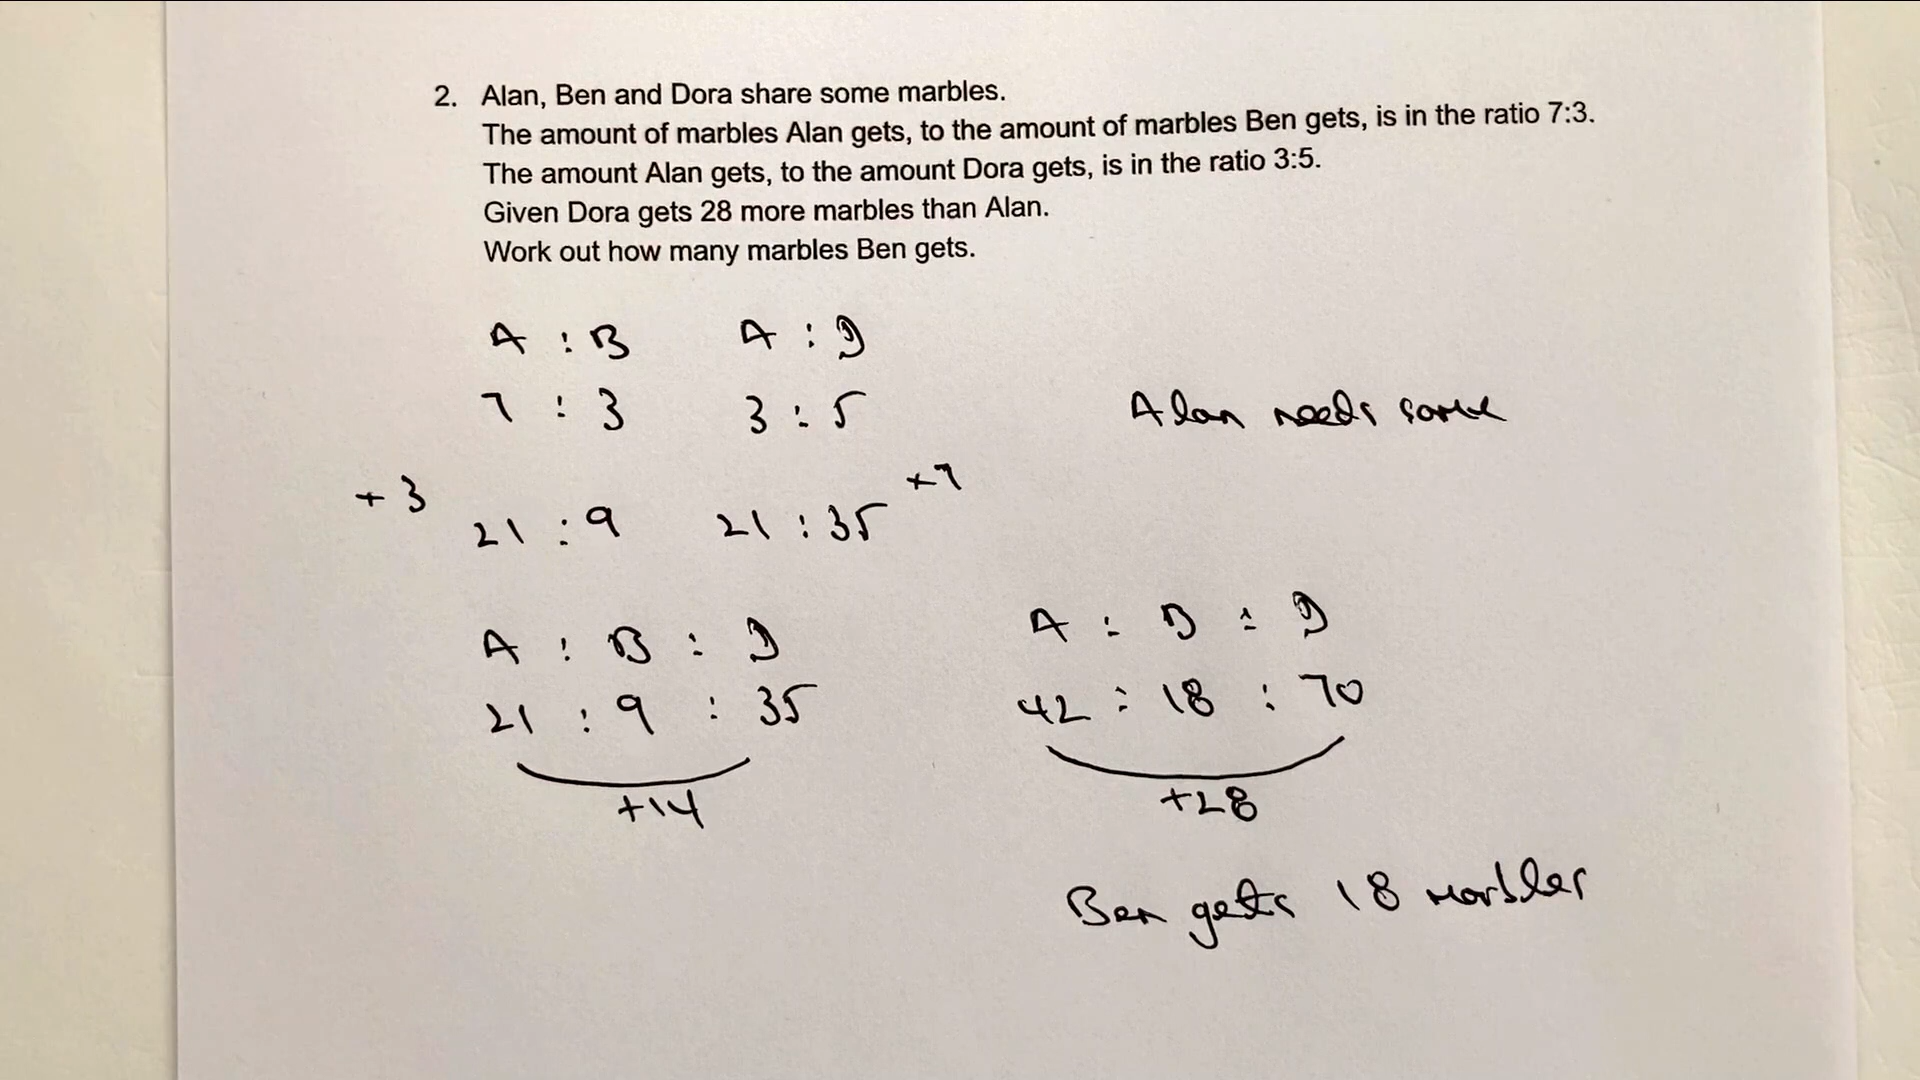 2. Alan, Ben and Dora share some marbles.
The amount of marbles Alan gets, to the amount of marbles Ben gets, is in the ratio 7:3.
The amount Alan gets, to the amount Dora gets, is in the ratio 3:5.
Given Dora gets 28 more marbles than Alan.
Work out how many marbles Ben gets.
A : B A : D
7 : 3 3 : 5
Alan needs same
×3 21 : 9 21 : 35 ×7
A : B : D
21 : 9 : 35
+14
A : B : D
42 : 18 : 70
+28
Ben gets 18 marbles